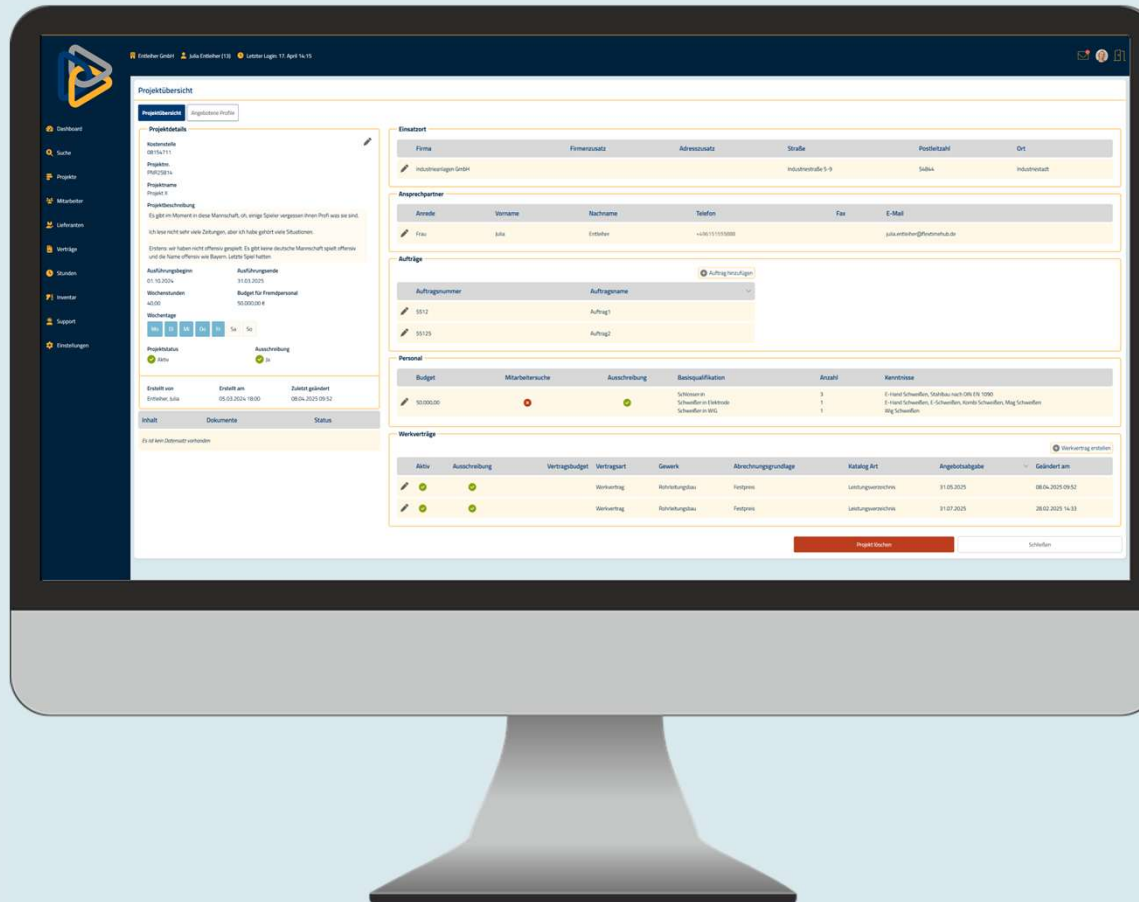 Entleiher GmbH Julia Entleiher (13) Letzter Login: 17. April 14:15
Dashboard
Suche
Projekte
Mitarbeiter
Lieferanten
Verträge
Stunden
Inventar
Support
Einstellungen
Projektübersicht
Projektübersicht Angebotene Profile
Projektdetails
Kostenstelle
08154711
Projektnr.
PNR25814
Projektname
Projekt X
Projektbeschreibung
Es gibt im Moment in diese Mannschaft, oh, einige Spieler vergessen ihnen Profi was sie sind.
Ich lese nicht sehr viele Zeitungen, aber ich habe gehört viele Situationen.
Erstens: wir haben nicht offensiv gespielt. Es gibt keine deutsche Mannschaft spielt offensiv
und die Name offensiv wie Bayern. Letzte Spiel hatten
Ausführungsbeginn Ausführungsende
01.10.2024 31.03.2025
Wochenstunden Budget für Fremdpersonal
40,00 50.000,00 €
Wochentage
Mo Di Mi Do Fr Sa So
Projektstatus Ausschreibung
Aktiv Ja
Erstellt von Erstellt am Zuletzt geändert
Entleiher, Julia 05.03.2024 18:00 08.04.2025 09:52
Inhalt Dokumente Status
Es ist kein Datensatz vorhanden
Einsatzort
Firma Firmenzusatz Adresszusatz Straße Postleitzahl Ort
Industrieanlagen GmbH Industriestraße 5-9 54844 Industriestadt
Ansprechpartner
Anrede Vorname Nachname Telefon Fax E-Mail
Frau Julia Entleiher julia.entleiher@flextimehub.de
Aufträge
Auftrag hinzufügen
Auftragsnummer Auftragsname
5512 Auftrag1
55125 Auftrag2
Personal
Budget Mitarbeitersuche Ausschreibung Basisqualifikation Anzahl Kenntnisse
50.000,00 Schlosser:in 3 E-Hand Schweißen, Stahlbau nach DIN EN 1090
Schweißer:in Elektrode 1 E-Hand Schweißen, E-Schweißen, Kombi Schweißen, Mag Schweißen
Schweißer:in WIG 1 Wig Schweißen
Werkverträge
Werkvertrag erstellen
Aktiv Ausschreibung Vertragsbudget Vertragsart Gewerk Abrechnungsgrundlage Katalog Art Angebotsabgabe Geändert am
Werkvertrag Rohrleitungsbau Festpreis Leistungsverzeichnis 31.05.2025 08.04.2025 09:52
Werkvertrag Rohrleitungsbau Festpreis Leistungsverzeichnis 31.07.2025 28.02.2025 14:33
Projekt löschen Schließen